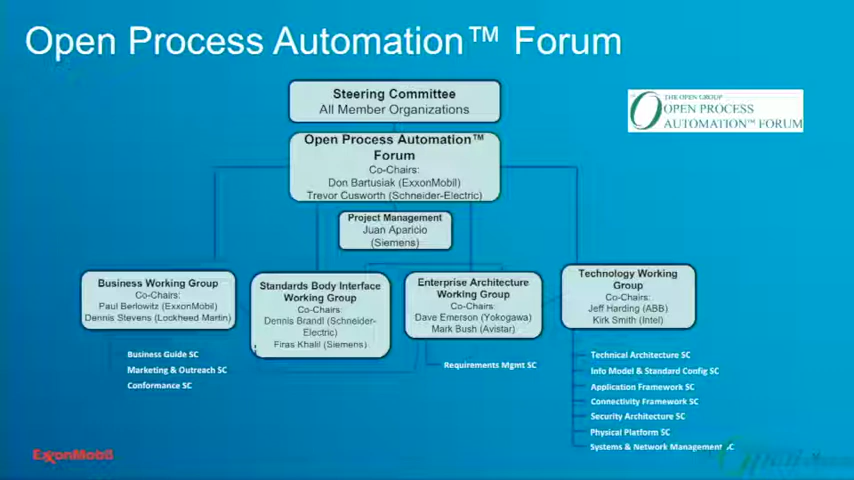 Open Process Automation™ Forum
Steering Committee
All Member Organizations
THE OPEN GROUP
OPEN PROCESS
AUTOMATION™ FORUM
Open Process Automation™
Forum
Co-Chairs:
Don Bartusiak (ExxonMobil)
Trevor Cusworth (Schneider-Electric)
Project Management
Juan Aparicio
(Siemens)
Business Working Group
Co-Chairs:
Paul Berlowitz (ExxonMobil)
Dennis Stevens (Lockheed Martin)
Standards Body Interface
Working Group
Co-Chairs:
Dennis Brandl (Schneider-
Electric)
Firas Khalil (Siemens)
Enterprise Architecture
Working Group
Co-Chairs:
Dave Emerson (Yokogawa)
Mark Bush (Avistar)
Technology Working
Group
Co-Chairs:
Jeff Harding (ABB)
Kirk Smith (Intel)
Business Guide SC
Marketing & Outreach SC
Conformance SC
Requirements Mgmt SC
Technical Architecture SC
Info Model & Standard Config SC
Application Framework SC
Connectivity Framework SC
Security Architecture SC
Physical Platform SC
Systems & Network Management SC
ExxonMobil